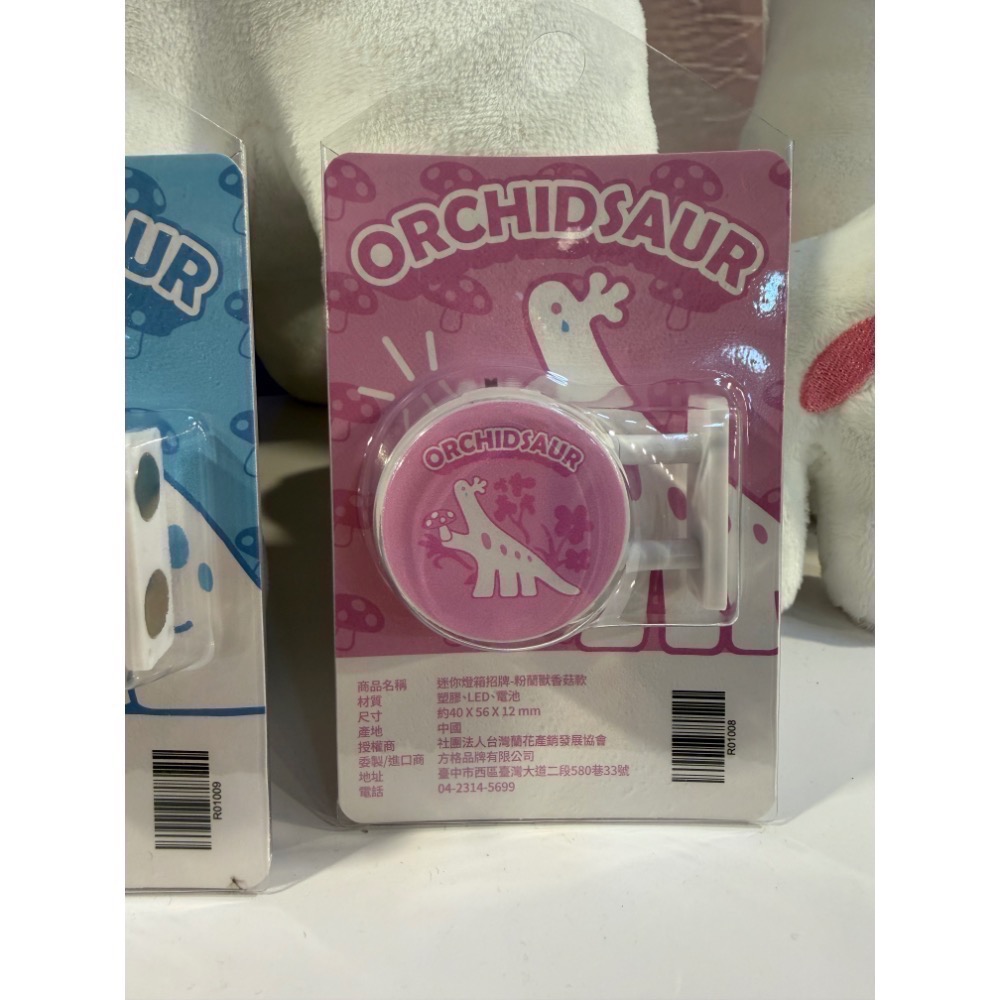 UR
R01009
ORCHIDSAUR
ORCHIDSAUR
商品名稱 迷你燈箱招牌-粉蘭獸香菇軟
材質 塑膠、LED、電池
尺寸 約40 X 56 X 12 mm
產地 中國
授權商 社團法人台灣蘭花產銷發展協會
委製/進口商 方格品牌有限公司
地址 臺中市西區臺灣大道二段580巷33號
電話 04-2314-5699
R01008